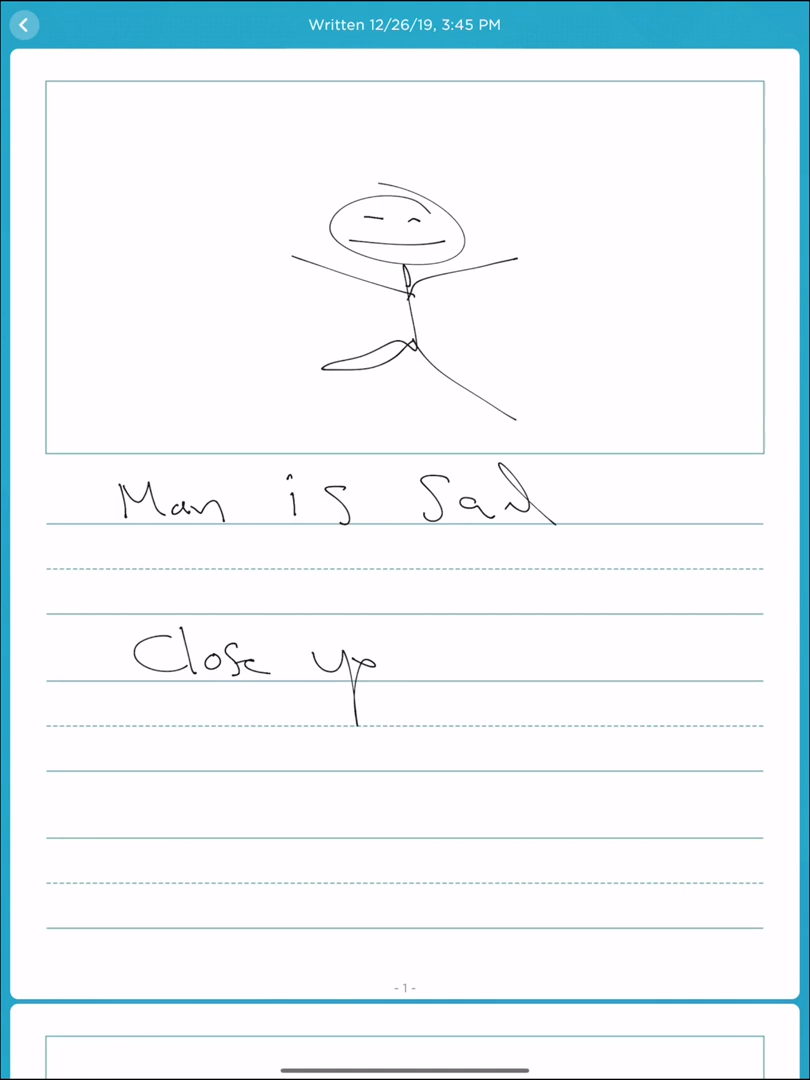 Written 12/26/19, 3:45 PM
Man is Sad
Close up
- 1 -